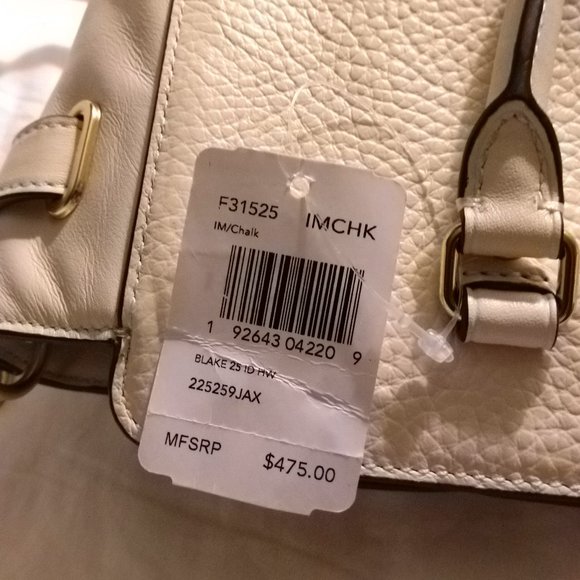 F31525 IMCHK
IM/Chalk
1 92643 04220 9
BLAKE 25 ID HW
225259JAX
MFSRP $475.00